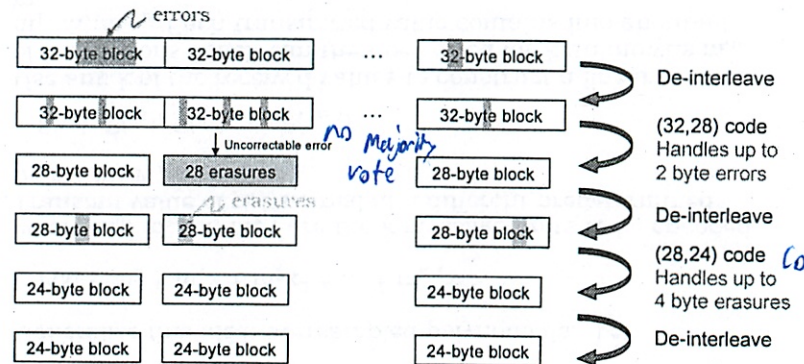 errors
32-byte block 32-byte block ... 32-byte block
De-interleave
32-byte block 32-byte block ... 32-byte block
Uncorrectable error
no majority vote
(32,28) code
Handles up to
2 byte errors
28-byte block 28 erasures 28-byte block
De-interleave
erasures
28-byte block 28-byte block 28-byte block
(28,24) code
Handles up to
4 byte erasures
24-byte block 24-byte block 24-byte block
De-interleave
24-byte block 24-byte block 24-byte block